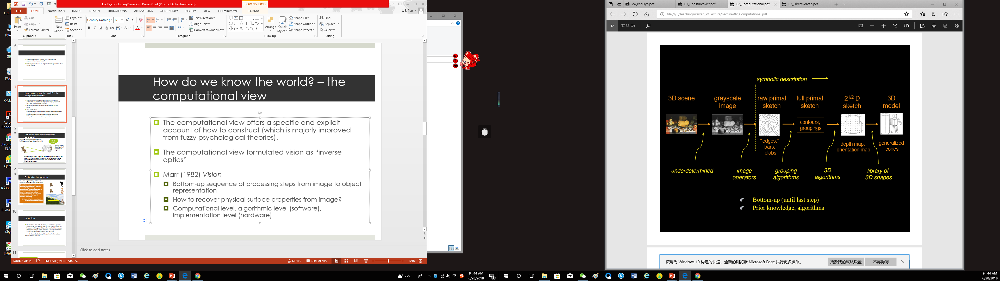 Lec15_concludingRemarks - PowerPoint (Product Activation Failed)
DRAWING TOOLS
FILE HOME Nordri Tools INSERT DESIGN TRANSITIONS ANIMATIONS SLIDE SHOW REVIEW VIEW FILEminimizer FORMAT
J. S. Pan
Paste
Cut
Copy
Format Painter
Clipboard
New
Slide
Layout
Reset
Section
Slides
Century Gothic (
17
Font
Text Direction
Align Text
Convert to SmartArt
Paragraph
Arrange
Quick
Styles
Shape Fill
Shape Outline
Shape Effects
Drawing
Find
Replace
Select
Editing
6
7
How do we know the world? – the
computational view
8
The traditional brain dominant
approach
9
Embodied cognition
10
Question:
11
How do we know the world? – the
computational view
The computational view offers a specific and explicit
account of how to construct (which is majorly improved
from fuzzy psychological theories).
The computational view formulated vision as “inverse
optics”
Marr (1982) Vision
Bottom-up sequence of processing steps from image to object
representation
How to recover physical surface properties from image?
Computational level, algorithmic level (software),
implementation level (hardware)
Click to add notes
SLIDE 7 OF 14 ENGLISH (UNITED STATES) NOTES COMMENTS 106%
29°C
中
9:44 AM
6/28/2018
24_PedDyn.pdf
01_Constructivist.pdf
02_Computational.pdf
03_DirectPercep.pdf
file:///J:/Teaching/warren_PALecture/Lecture/02_Computational.pdf
12 (共 33 页)
symbolic description
3D scene
grayscale
image
raw primal
sketch
full primal
sketch
2 1/2 D
sketch
3D
model
contours,
groupings
“edges,”
bars,
blobs
depth map,
orientation map
generalized
cones
underdetermined
image
operators
grouping
algorithms
3D
algorithms
library of
3D shapes
Bottom-up (until last step)
Prior knowledge, algorithms
使用为 Windows 10 构建的快速、全新的浏览器 Microsoft Edge 执行更多操作。
更改我的默认设置
不再询问
9:44 AM
6/28/2018